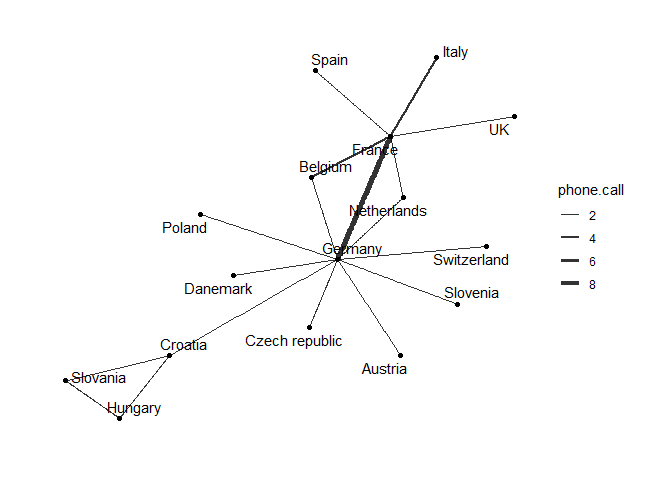 Spain
Italy
UK
France
Belgium
Netherlands
Poland
Germany
Switzerland
Danemark
Slovenia
Croatia
Czech republic
Austria
Slovania
Hungary
phone.call
2
4
6
8